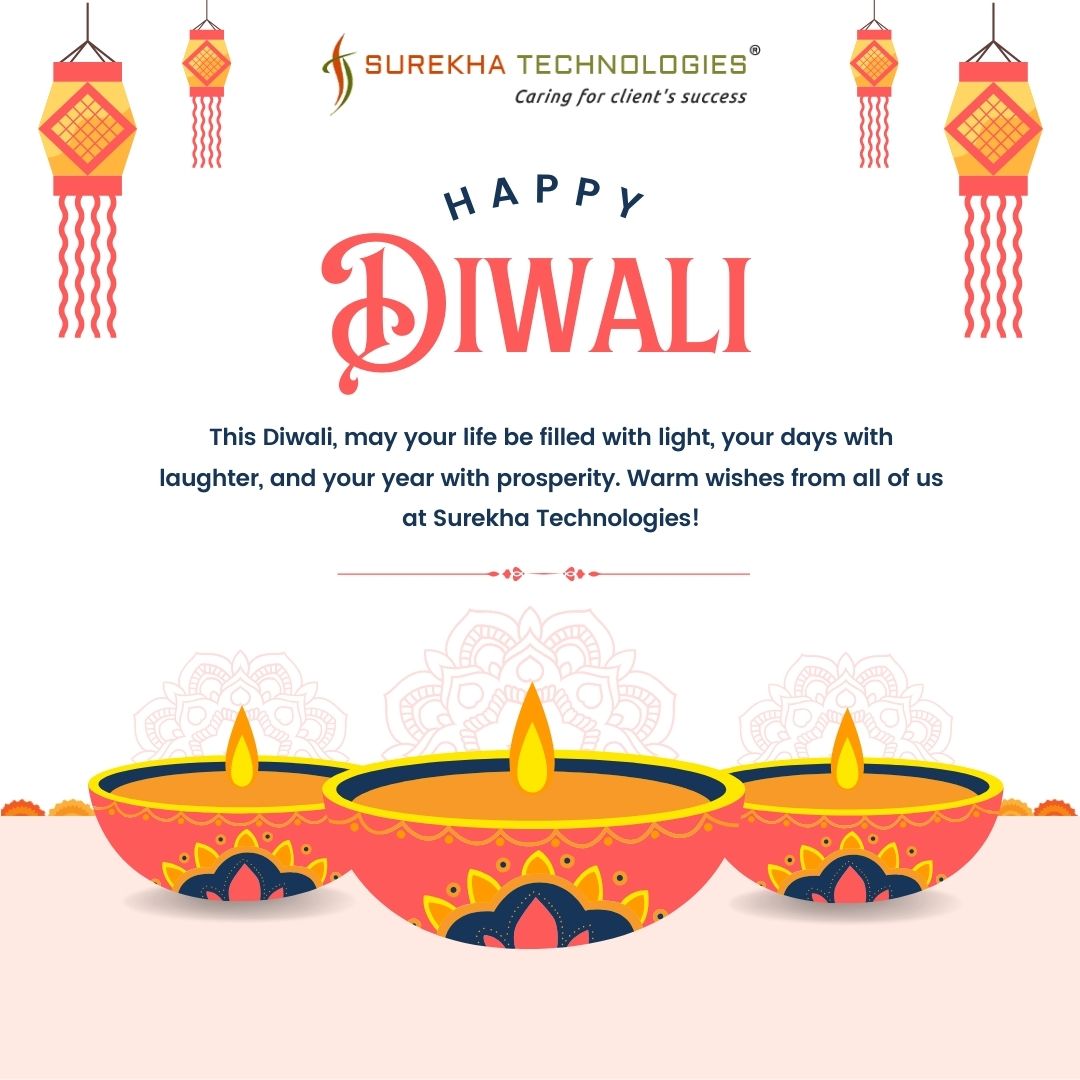 SUREKHA TECHNOLOGIES®
Caring for client's success
HAPPY
DIWALI
This Diwali, may your life be filled with light, your days with
laughter, and your year with prosperity. Warm wishes from all of us
at Surekha Technologies!